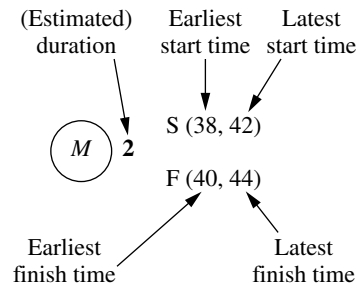 (Estimated)
duration
Earliest
start time
Latest
start time
S (38, 42)
M 2
F (40, 44)
Earliest
finish time
Latest
finish time